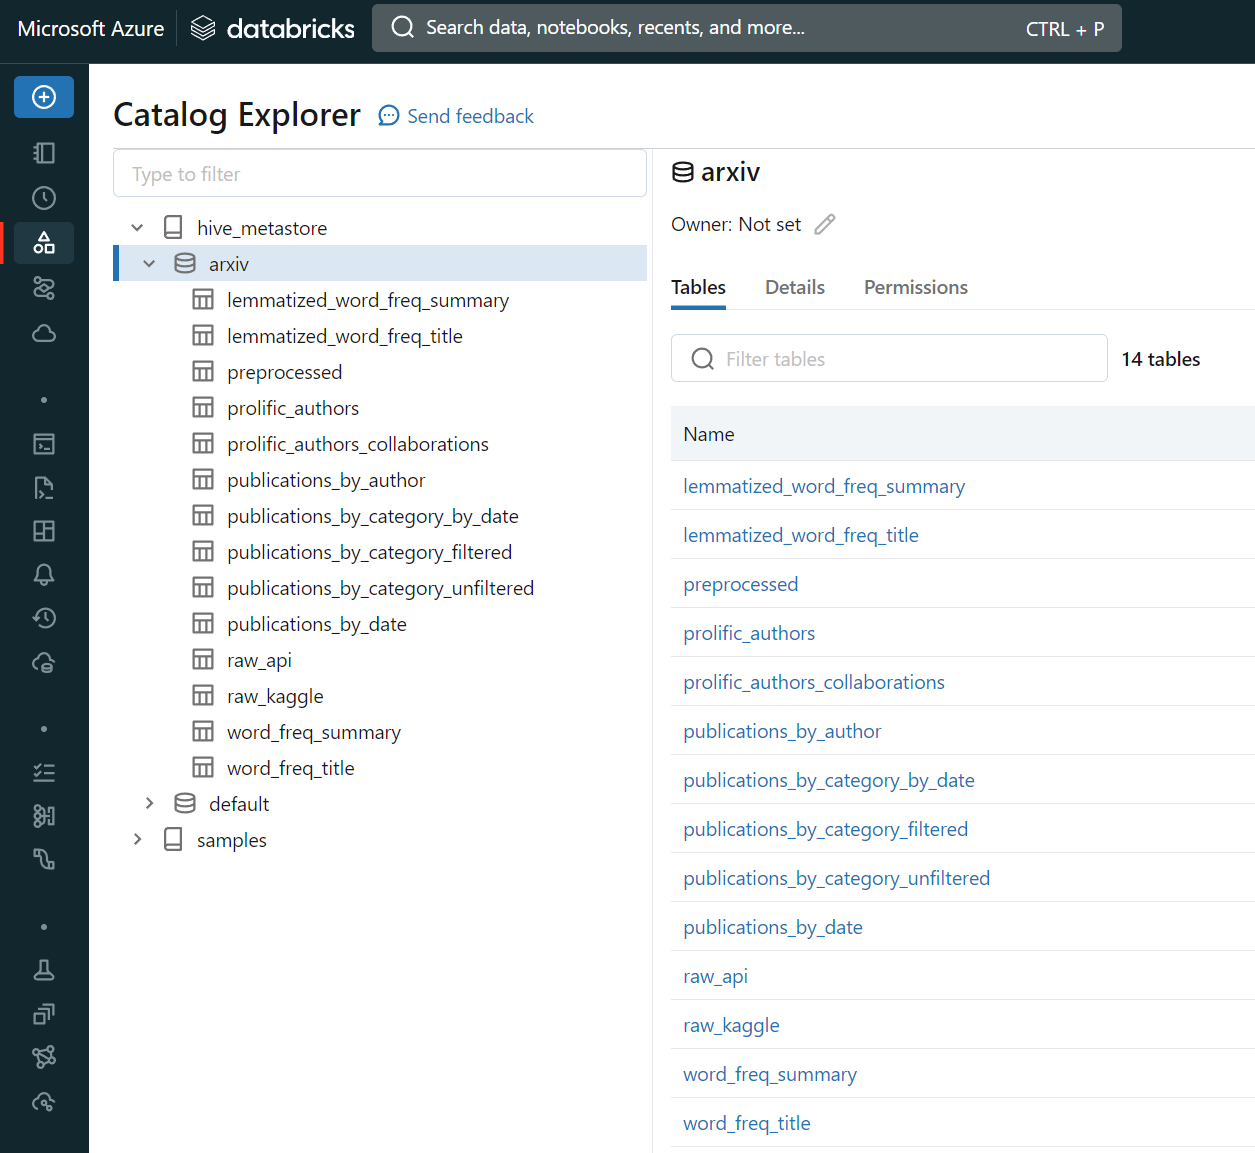 Microsoft Azure databricks Search data, notebooks, recents, and more... CTRL + P
Catalog Explorer Send feedback
Type to filter
hive_metastore
arxiv
lemmatized_word_freq_summary
lemmatized_word_freq_title
preprocessed
prolific_authors
prolific_authors_collaborations
publications_by_author
publications_by_category_by_date
publications_by_category_filtered
publications_by_category_unfiltered
publications_by_date
raw_api
raw_kaggle
word_freq_summary
word_freq_title
default
samples
arxiv
Owner: Not set
Tables Details Permissions
Filter tables 14 tables
Name
lemmatized_word_freq_summary
lemmatized_word_freq_title
preprocessed
prolific_authors
prolific_authors_collaborations
publications_by_author
publications_by_category_by_date
publications_by_category_filtered
publications_by_category_unfiltered
publications_by_date
raw_api
raw_kaggle
word_freq_summary
word_freq_title